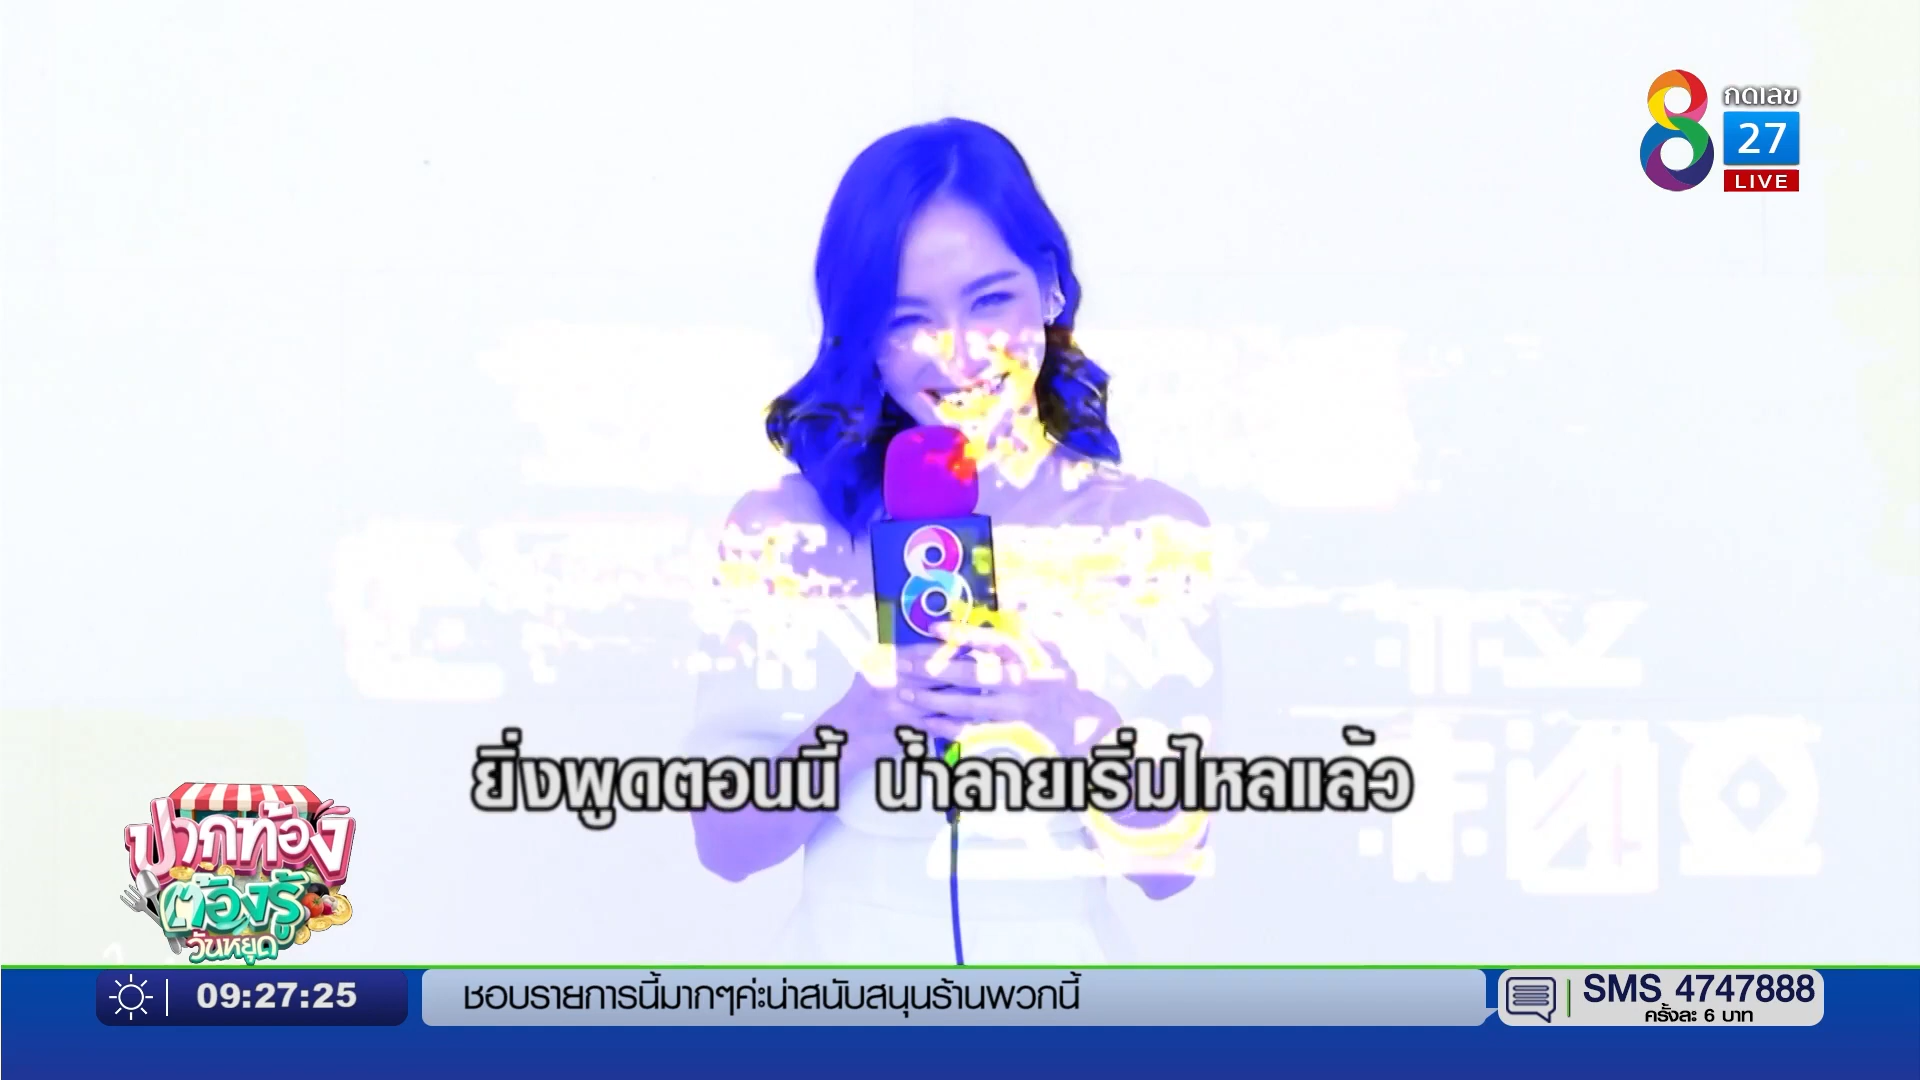 กดเลข
27
LIVE
ยิ่งพูดตอนนี้ น้ำลายเริ่มไหลแล้ว
ปากท้อง
ต้องรู้
วันหยุด
09:27:25
ชอบรายการนี้มากๆค่ะน่าสนับสนุนร้านพวกนี้
SMS 4747888
ครั้งละ 6 บาท